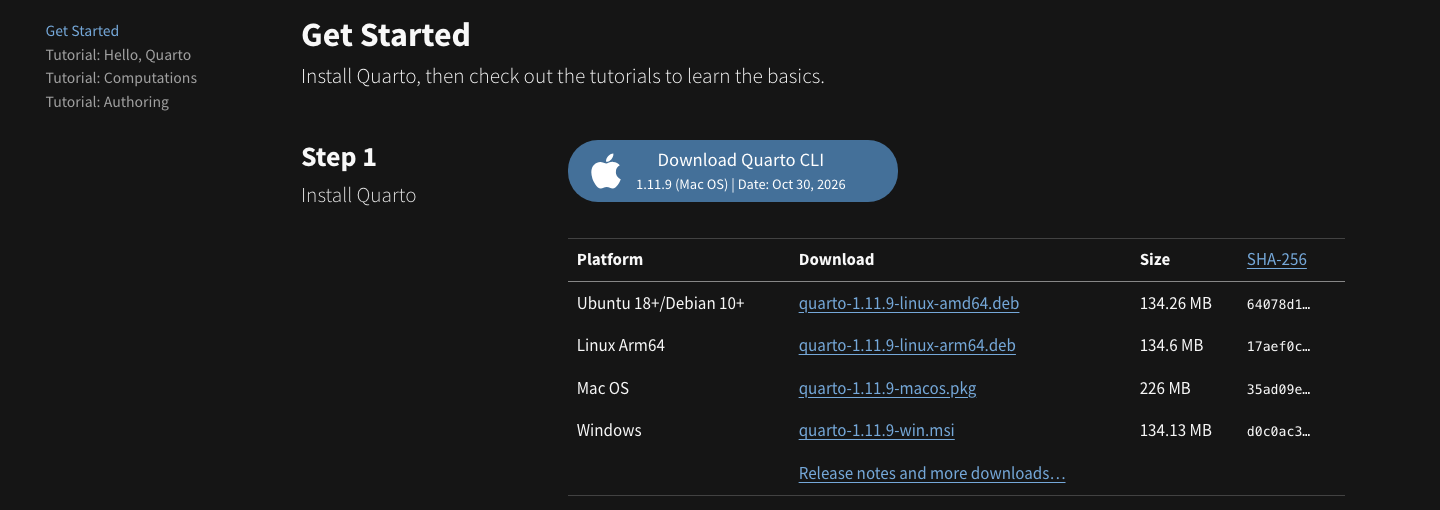 Get Started
Tutorial: Hello, Quarto
Tutorial: Computations
Tutorial: Authoring
Get Started
Install Quarto, then check out the tutorials to learn the basics.
Step 1
Install Quarto
Download Quarto CLI
1.11.9 (Mac OS) | Date: Oct 30, 2026
Platform Download Size SHA-256
Ubuntu 18+/Debian 10+ quarto-1.11.9-linux-amd64.deb 134.26 MB 64078d1…
Linux Arm64 quarto-1.11.9-linux-arm64.deb 134.6 MB 17aef0c…
Mac OS quarto-1.11.9-macos.pkg 226 MB 35ad09e…
Windows quarto-1.11.9-win.msi 134.13 MB d0c0ac3…
Release notes and more downloads…